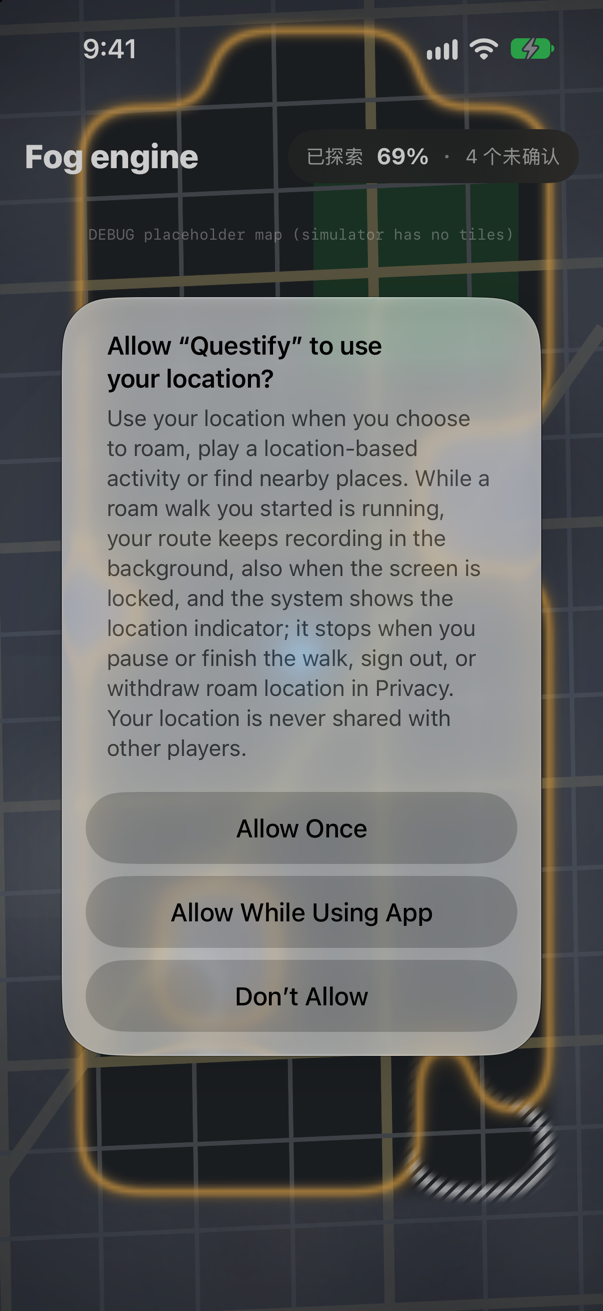 9:41
Fog engine
已探索 69% · 4 个未确认
DEBUG placeholder map (simulator has no tiles)
Allow “Questify” to use
your location?
Use your location when you choose
to roam, play a location-based
activity or find nearby places. While a
roam walk you started is running,
your route keeps recording in the
background, also when the screen is
locked, and the system shows the
location indicator; it stops when you
pause or finish the walk, sign out, or
withdraw roam location in Privacy.
Your location is never shared with
other players.
Allow Once
Allow While Using App
Don’t Allow